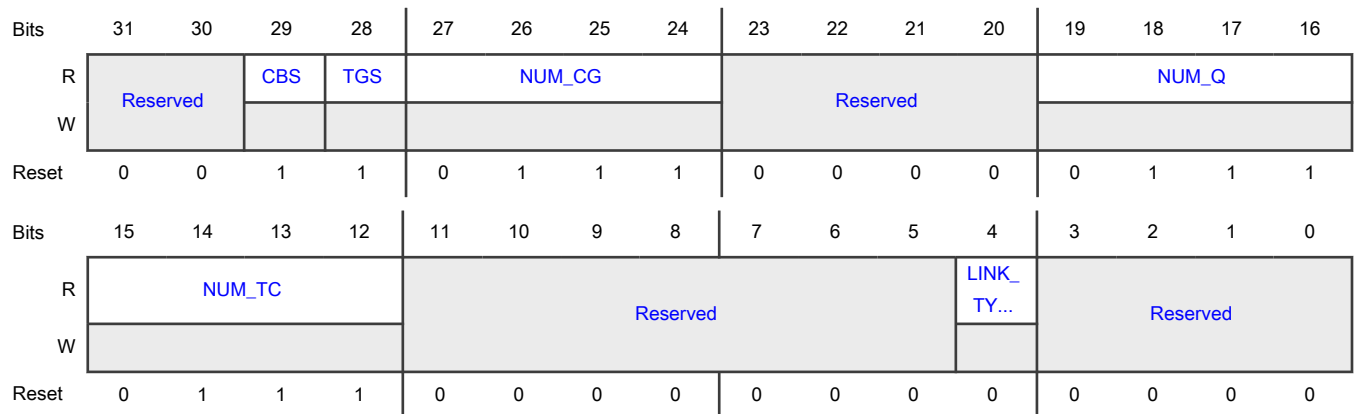 Bits 31 30 29 28 27 26 25 24 23 22 21 20 19 18 17 16
R Reserved CBS TGS NUM_CG Reserved NUM_Q
W
Reset 0 0 1 1 0 1 1 1 0 0 0 0 0 1 1 1
Bits 15 14 13 12 11 10 9 8 7 6 5 4 3 2 1 0
R NUM_TC Reserved LINK_
TY... Reserved
W
Reset 0 1 1 1 0 0 0 0 0 0 0 0 0 0 0 0